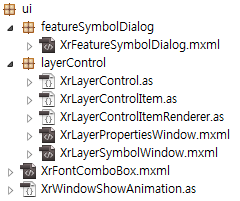 ui
featureSymbolDialog
XrFeatureSymbolDialog.mxml
layerControl
XrLayerControl.as
XrLayerControlItem.as
XrLayerControlItemRenderer.as
XrLayerPropertiesWindow.mxml
XrLayerSymbolWindow.mxml
XrFontComboBox.mxml
XrWindowShowAnimation.as